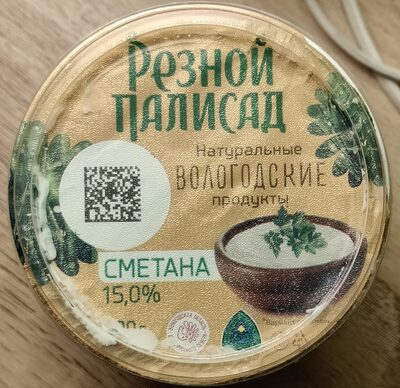 Резной
палисад
Натуральные
ВОЛОГОДСКИЕ
продукты
СМЕТАНА
15,0%